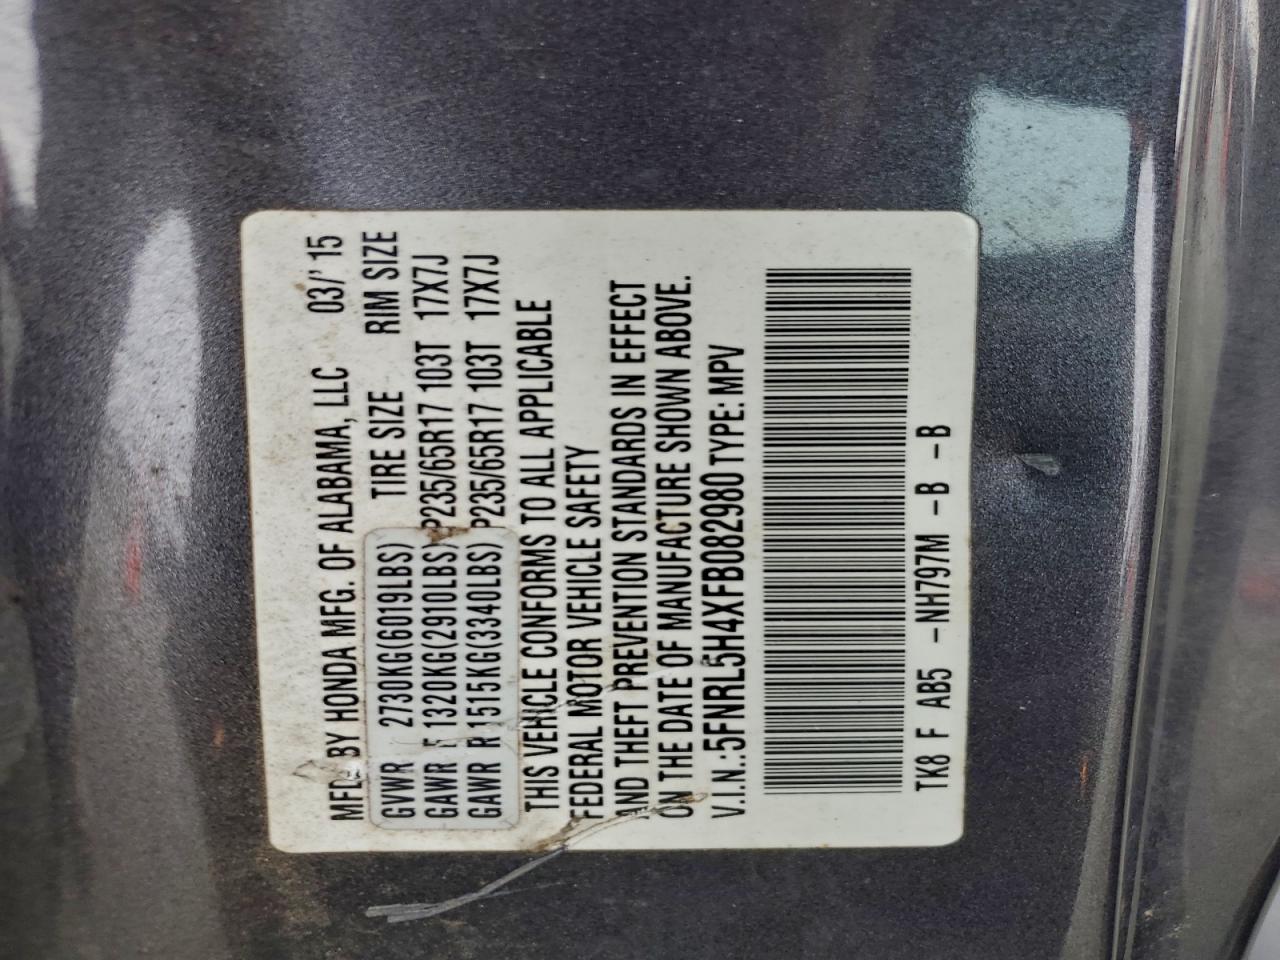 MFD. BY HONDA MFG. OF ALABAMA, LLC 03/' 15
TIRE SIZE RIM SIZE
GVWR 2730KG(6019LBS)
GAWR F 1320KG(2910LBS) P235/65R17 103T 17X7J
GAWR R 1515KG(3340LBS) P235/65R17 103T 17X7J
THIS VEHICLE CONFORMS TO ALL APPLICABLE
FEDERAL MOTOR VEHICLE SAFETY
AND THEFT PREVENTION STANDARDS IN EFFECT
ON THE DATE OF MANUFACTURE SHOWN ABOVE.
V.I.N.:5FNRL5H4XFB082980 TYPE: MPV
TK8 F AB5 -NH797M -B -B